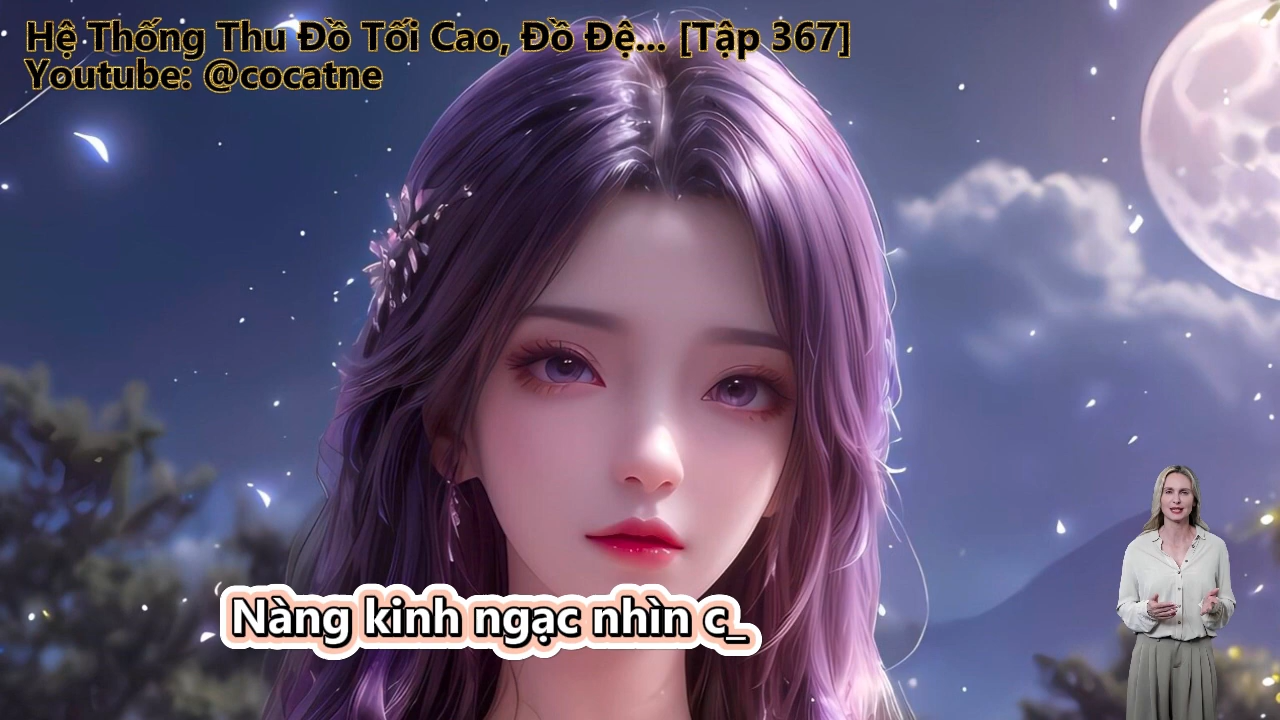 Hệ Thống Thu Đồ Tối Cao, Đồ Đệ... [Tập 367]
Youtube: @cocatne
Nàng kinh ngạc nhìn c_